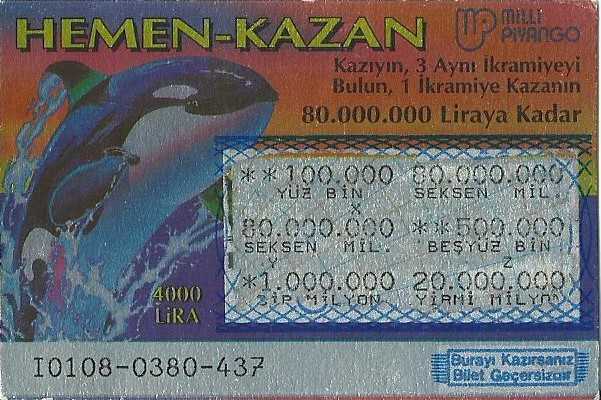 HEMEN-KAZAN
MİLLİ
PİYANGO
Kazıyın, 3 Aynı İkramiyeyi
Bulun, 1 İkramiye Kazanın
80.000.000 Liraya Kadar
**100.000 80.000.000
YÜZ BİN SEKSEN MİL.
X
80.000.000 **500.000
SEKSEN MİL. BEŞYÜZ BİN
Y Z
*1.000.000 20.000.000
BİR MİLYON YİRMİ MİLYON
4000
LİRA
I0108-0380-437
Burayı Kazırsanız
Bilet Geçersizdir